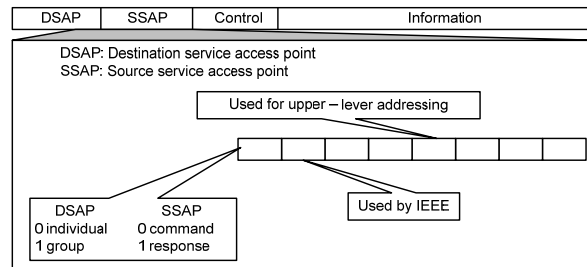 DSAP SSAP Control Information
DSAP: Destination service access point
SSAP: Source service access point
Used for upper – lever addressing
DSAP SSAP
0 individual 0 command
1 group 1 response
Used by IEEE